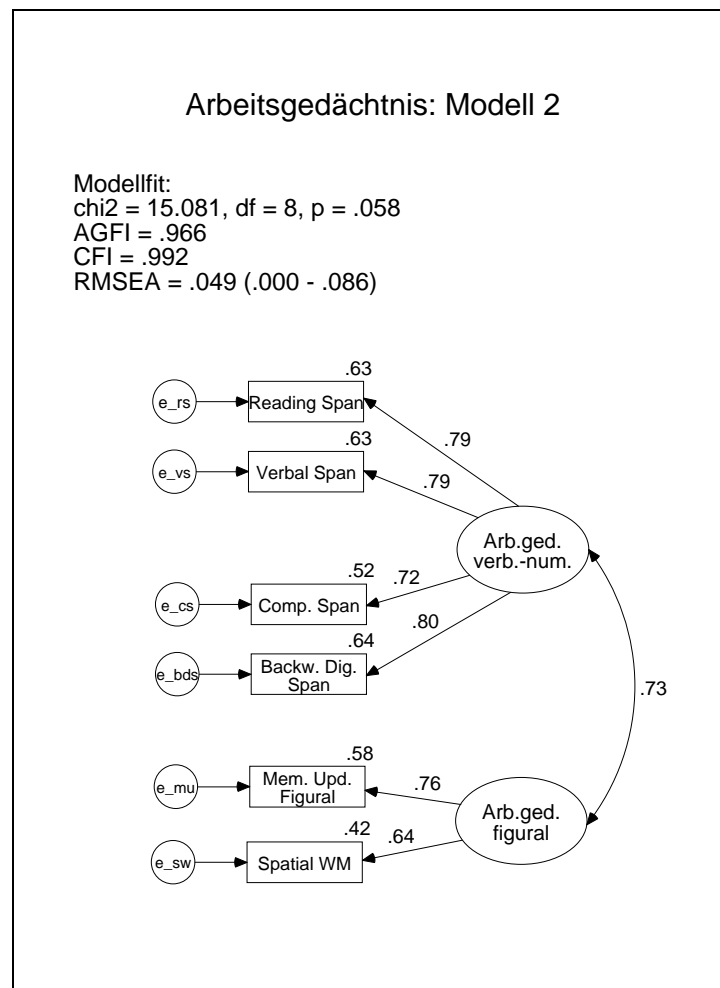 Arbeitsgedächtnis: Modell 2
Modellfit:
chi2 = 15.081, df = 8, p = .058
AGFI = .966
CFI = .992
RMSEA = .049 (.000 - .086)
.63
e_rs
Reading Span
.79
.63
e_vs
Verbal Span
.79
Arb.ged.
verb.-num.
.52
e_cs
Comp. Span
.72
.80
.64
e_bds
Backw. Dig.
Span
.73
.58
e_mu
Mem. Upd.
Figural
.76
Arb.ged.
figural
.42
.64
e_sw
Spatial WM